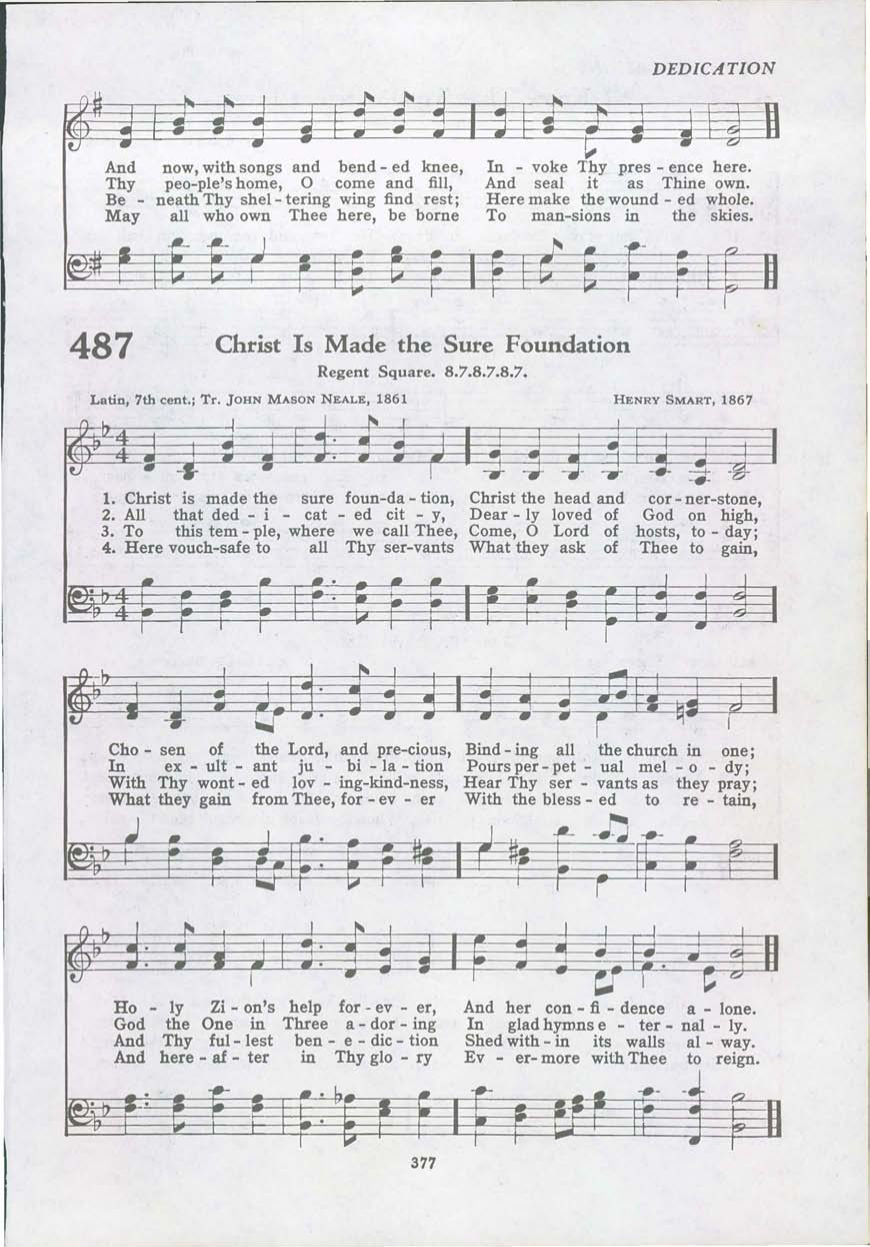 DEDICATION
And now, with songs and bend - ed knee, In - voke Thy pres - ence here.
Thy peo-ple's home, O come and fill, And seal it as Thine own.
Be - neath Thy shel - tering wing find rest; Here make the wound - ed whole.
May all who own Thee here, be borne To man-sions in the skies.
487 Christ Is Made the Sure Foundation
Regent Square. 8.7.8.7.8.7.
Latin, 7th cent.; Tr. JOHN MASON NEALE, 1861 HENRY SMART, 1867
4
4
1. Christ is made the sure foun-da - tion, Christ the head and cor - ner-stone,
2. All that ded - i - cat - ed cit - y, Dear - ly loved of God on high,
3. To this tem - ple, where we call Thee, Come, O Lord of hosts, to - day;
4. Here vouch-safe to all Thy ser-vants What they ask of Thee to gain,
4
4
Cho - sen of the Lord, and pre-cious, Bind - ing all the church in one;
In ex - ult - ant ju - bi - la - tion Pours per - pet - ual mel - o - dy;
With Thy wont - ed lov - ing-kind-ness, Hear Thy ser - vants as they pray;
What they gain from Thee, for - ev - er With the bless - ed to re - tain,
Ho - ly Zi - on's help for - ev - er, And her con - fi - dence a - lone.
God the One in Three a - dor - ing In glad hymns e - ter - nal - ly.
And Thy ful - lest ben - e - dic - tion Shed with - in its walls al - way.
And here - af - ter in Thy glo - ry Ev - er-more with Thee to reign.
377